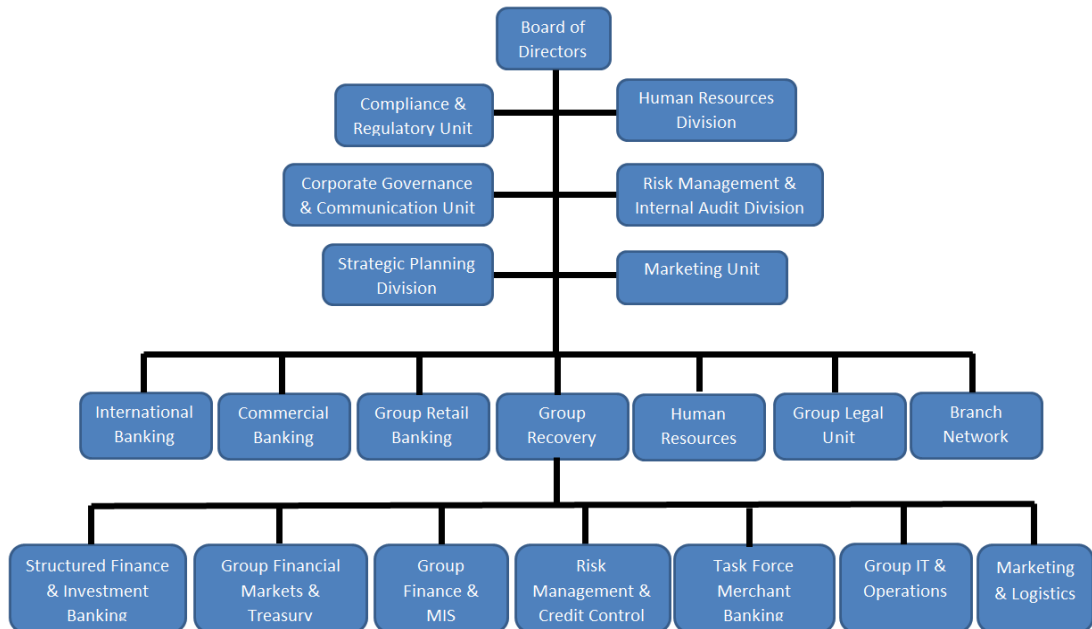 Board of
Directors
Compliance &
Regulatory Unit
Human Resources
Division
Corporate Governance
& Communication Unit
Risk Management &
Internal Audit Division
Strategic Planning
Division
Marketing Unit
International
Banking
Commercial
Banking
Group Retail
Banking
Group
Recovery
Human
Resources
Group Legal
Unit
Branch
Network
Structured Finance
& Investment
Banking
Group Financial
Markets &
Treasury
Group
Finance &
MIS
Risk
Management &
Credit Control
Task Force
Merchant
Banking
Group IT &
Operations
Marketing
& Logistics